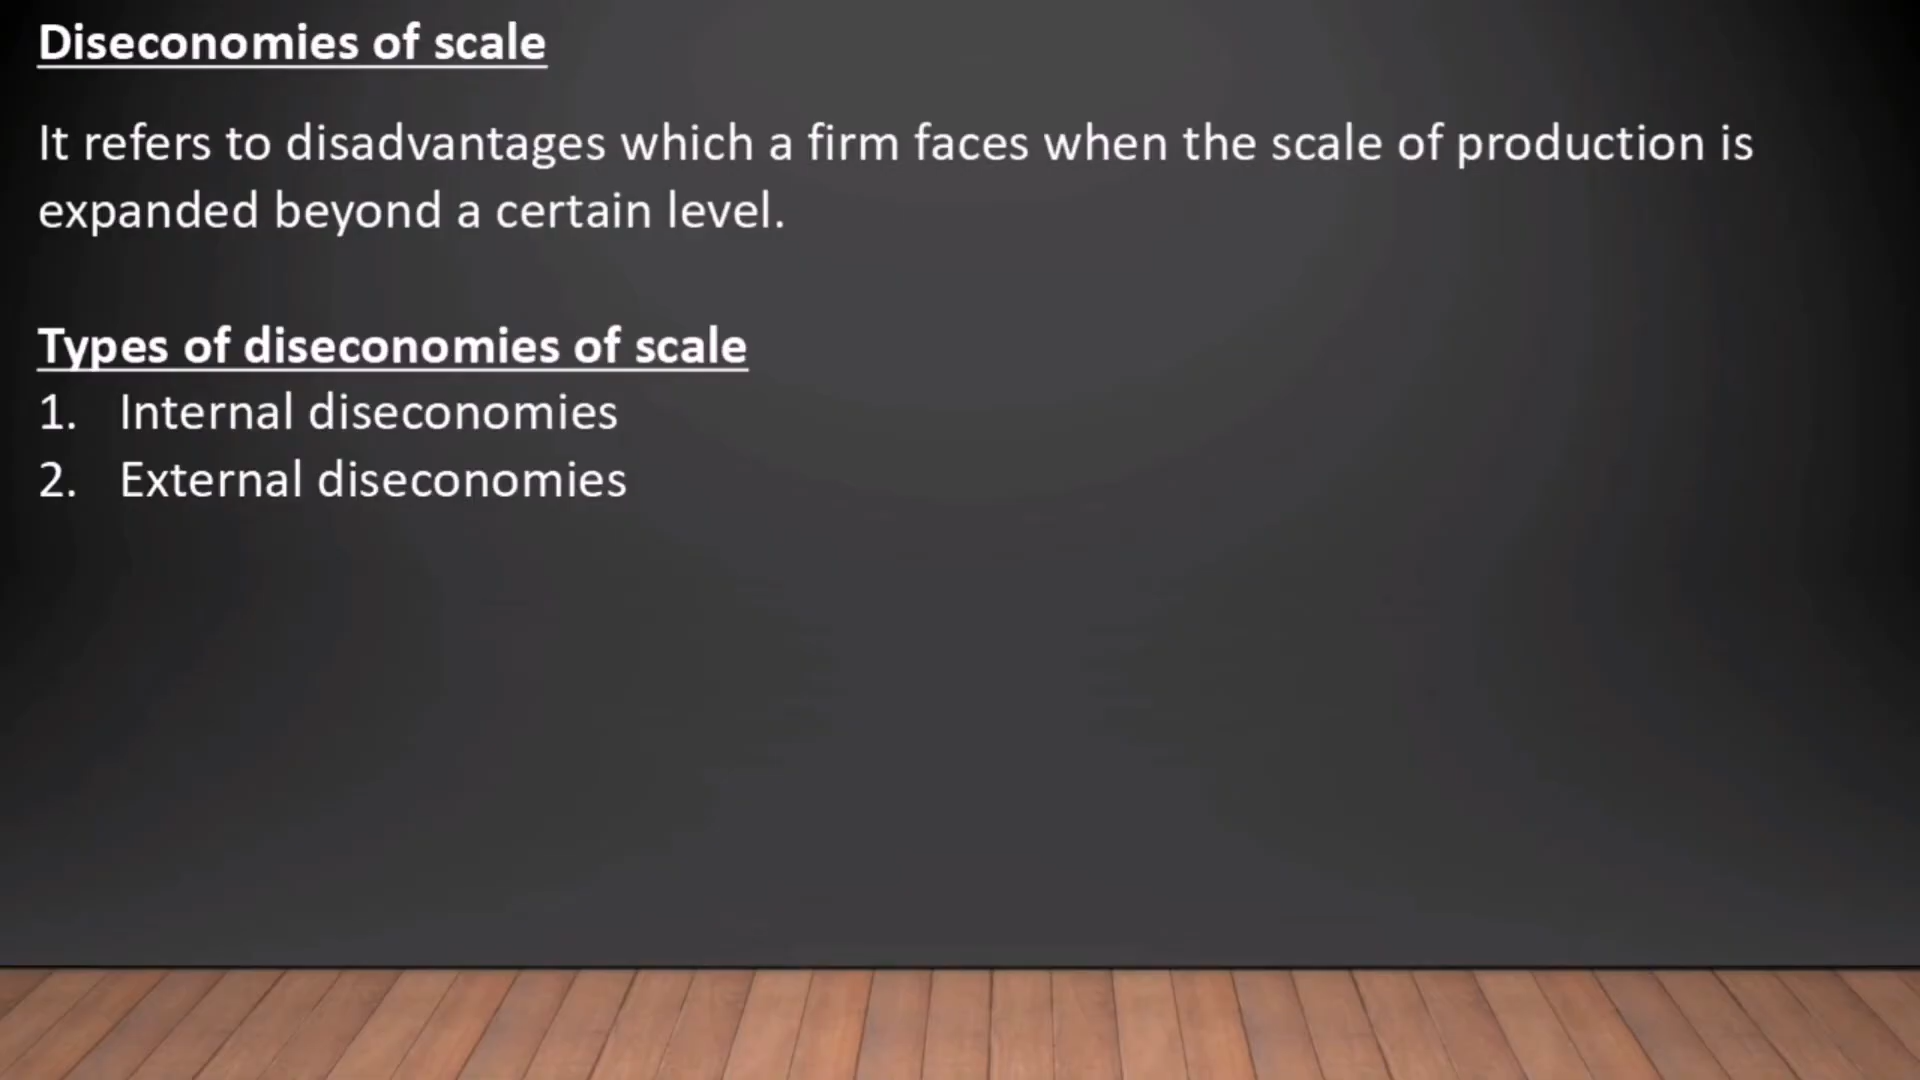 Diseconomies of scale
It refers to disadvantages which a firm faces when the scale of production is
expanded beyond a certain level.
Types of diseconomies of scale
1. Internal diseconomies
2. External diseconomies